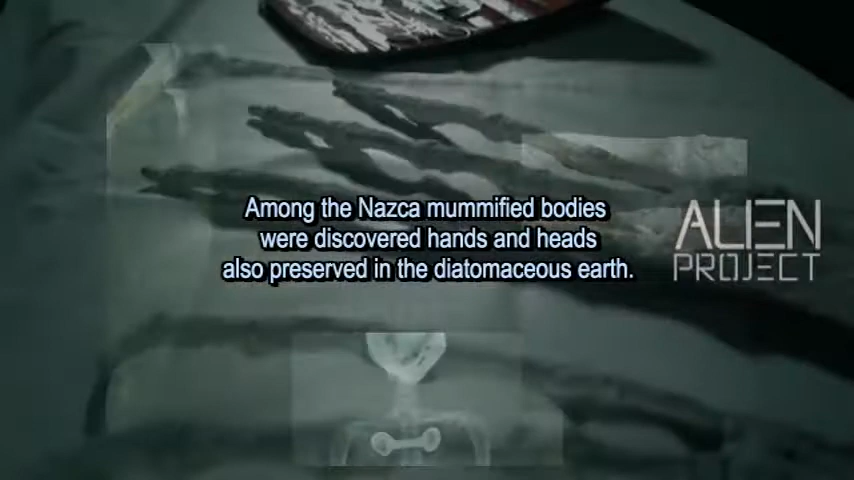 Among the Nazca mummified bodies
were discovered hands and heads
also preserved in the diatomaceous earth.
ALIEN
PROJECT